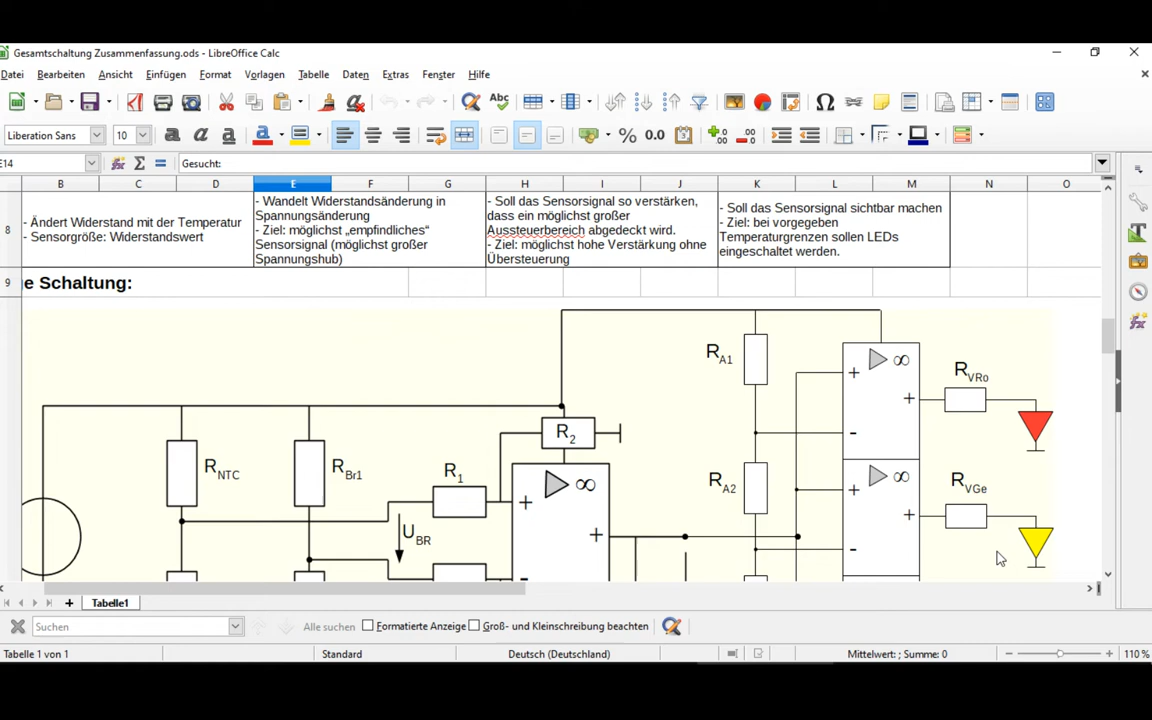 Gesamtschaltung Zusammenfassung.ods - LibreOffice Calc
Datei Bearbeiten Ansicht Einfügen Format Vorlagen Tabelle Daten Extras Fenster Hilfe
Abc
Liberation Sans 10 a a a a % 0.0
E14 Gesucht:
B C D E F G H I J K L M N O
8
- Ändert Widerstand mit der Temperatur
- Sensorgröße: Widerstandswert
- Wandelt Widerstandsänderung in
Spannungsänderung
- Ziel: möglichst „empfindliches“
Sensorsignal (möglichst großer
Spannungshub)
- Soll das Sensorsignal so verstärken,
dass ein möglichst großer
Aussteuerbereich abgedeckt wird.
- Ziel: möglichst hohe Verstärkung ohne
Übersteuerung
- Soll das Sensorsignal sichtbar machen
- Ziel: bei vorgegeben
Temperaturgrenzen sollen LEDs
eingeschaltet werden.
9 e Schaltung:
RA1
∞
+
+
-
RVRo
R2
RNTC
RBr1
R1
∞
+
+
-
UBR
RA2
∞
+
+
-
RVGe
Tabelle1
Suchen Alle suchen Formatierte Anzeige Groß- und Kleinschreibung beachten
Tabelle 1 von 1 Standard Deutsch (Deutschland) Mittelwert: ; Summe: 0 110 %